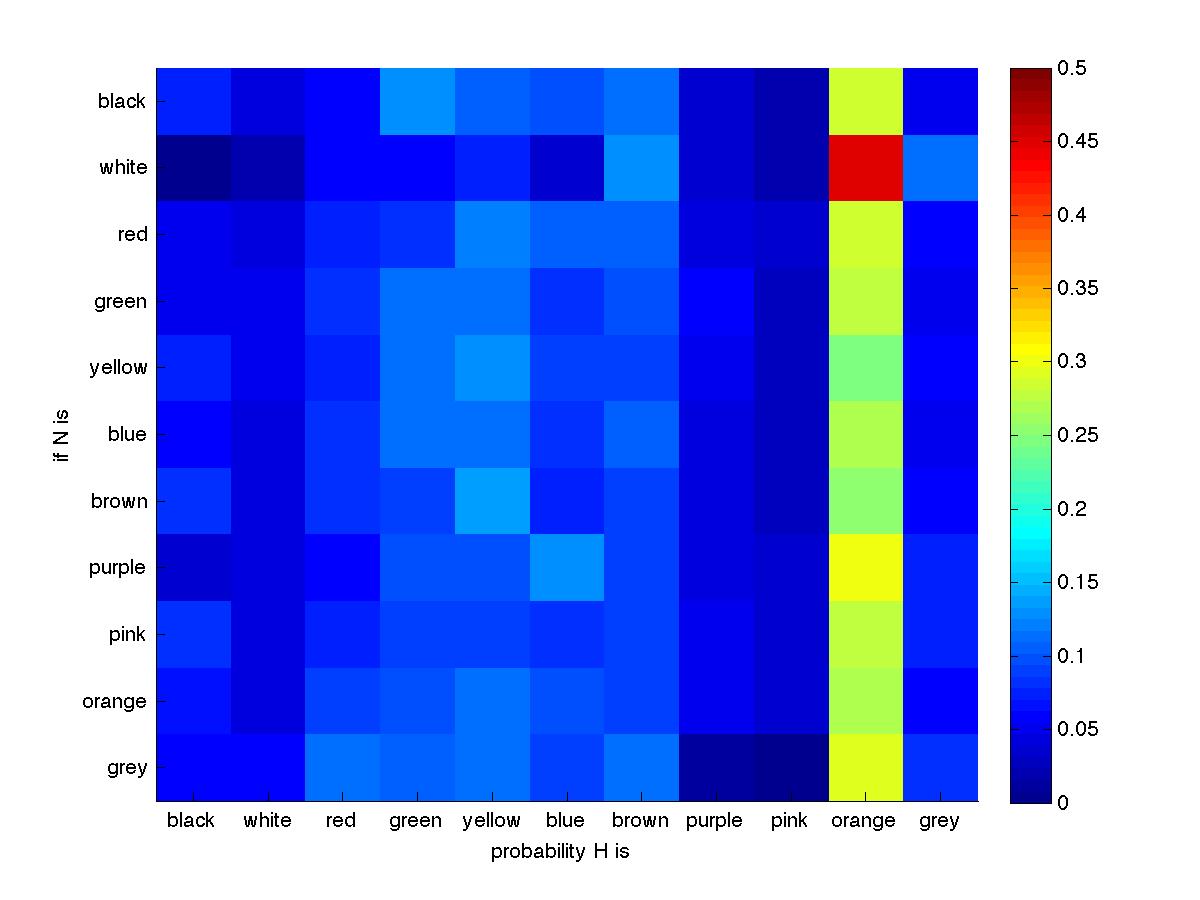 if N is
black
white
red
green
yellow
blue
brown
purple
pink
orange
grey
black white red green yellow blue brown purple pink orange grey
probability H is
0.5
0.45
0.4
0.35
0.3
0.25
0.2
0.15
0.1
0.05
0